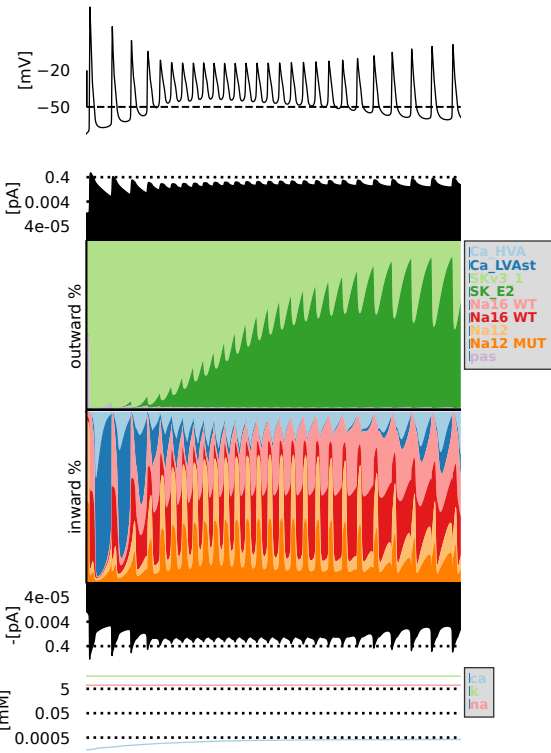 [mV]
−20
−50
[pA]
0.4
0.004
4e-05
outward %
Ca_HVA
Ca_LVAst
SKv3_1
SK_E2
Na16 WT
Na16 WT
Na12
Na12 MUT
pas
inward %
4e-05
0.004
0.4
-[pA]
ca
k
na
[mM]
5
0.05
0.0005